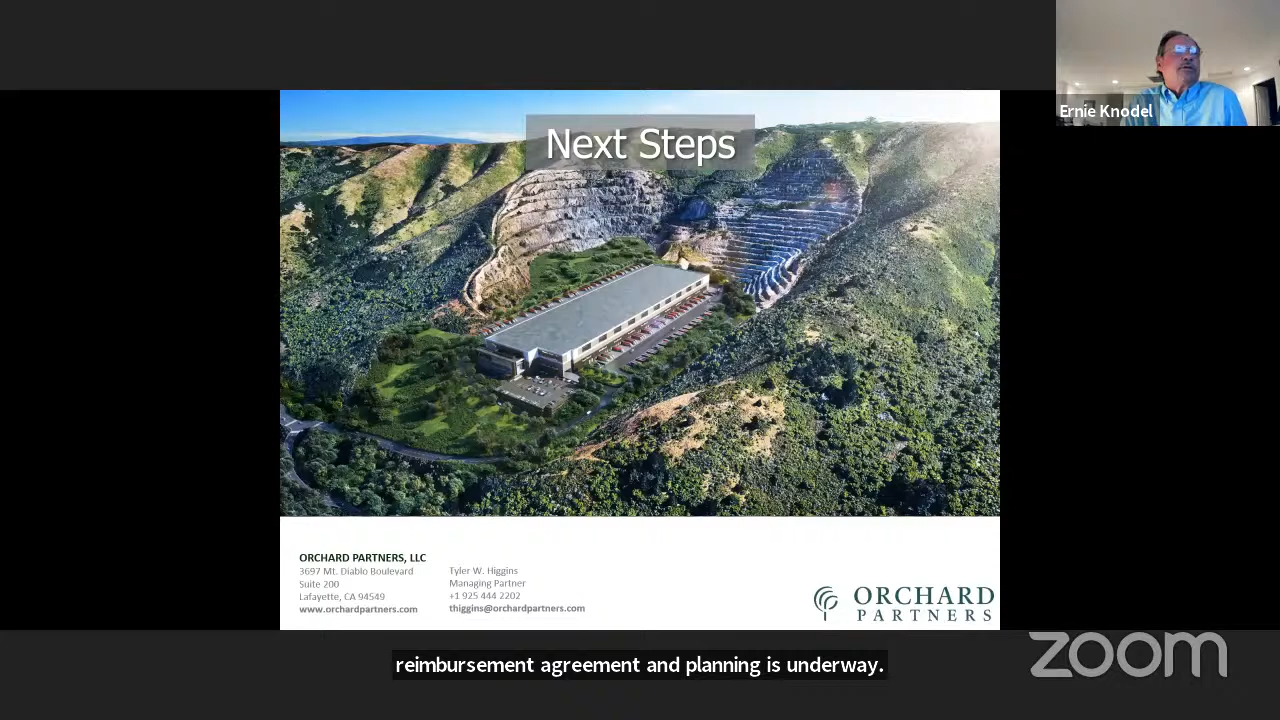 Ernie Knodel
Next Steps
ORCHARD PARTNERS, LLC
3697 Mt. Diablo Boulevard
Suite 200
Lafayette, CA 94549
www.orchardpartners.com
Tyler W. Higgins
Managing Partner
+1 925 444 2202
thiggins@orchardpartners.com
ORCHARD
PARTNERS
reimbursement agreement and planning is underway.
zoom